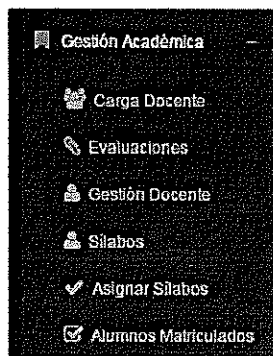 Gestión Académica
Carga Docente
Evaluaciones
Gestión Docente
Sílabos
Asignar Sílabos
Alumnos Matriculados